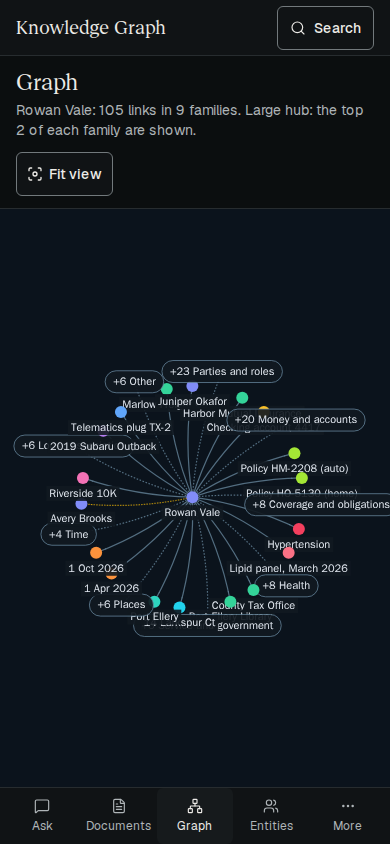 Knowledge Graph
Search
Graph
Rowan Vale: 105 links in 9 families. Large hub: the top
2 of each family are shown.
Fit view
+23 Parties and roles
+6 Other
Juniper Okafor
Marlow
Harbor
+20 Money and accounts
Telematics plug TX-2
2019 Subaru Outback
Policy HM-2208 (auto)
Riverside 10K
+8 Coverage and obligations
Rowan Vale
Avery Brooks
+4 Time
Hypertension
1 Oct 2026
Lipid panel, March 2026
+8 Health
1 Apr 2026
+6 Places
County Tax Office
Port Ellery
government
Ask
Documents
Graph
Entities
More